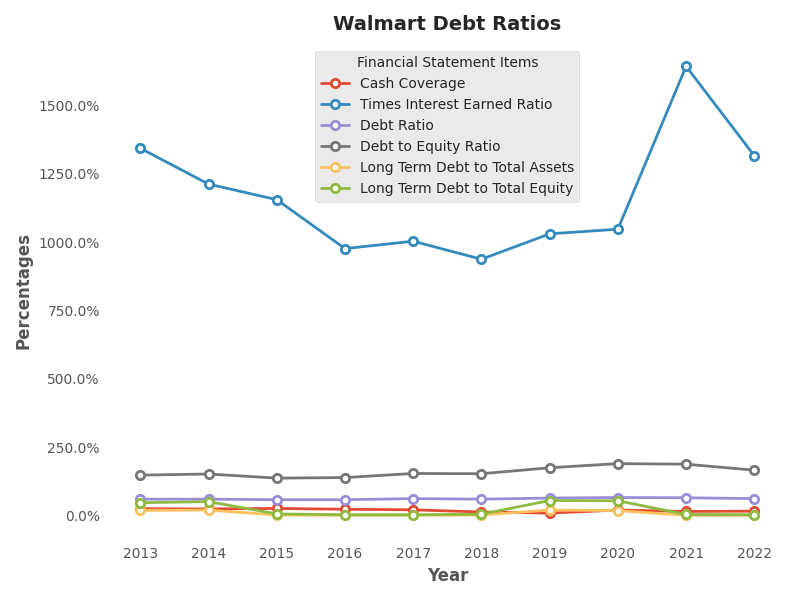 Walmart Debt Ratios
Financial Statement Items
Cash Coverage
Times Interest Earned Ratio
Debt Ratio
Debt to Equity Ratio
Long Term Debt to Total Assets
Long Term Debt to Total Equity
Percentages
1500.0%
1250.0%
1000.0%
750.0%
500.0%
250.0%
0.0%
2013 2014 2015 2016 2017 2018 2019 2020 2021 2022
Year